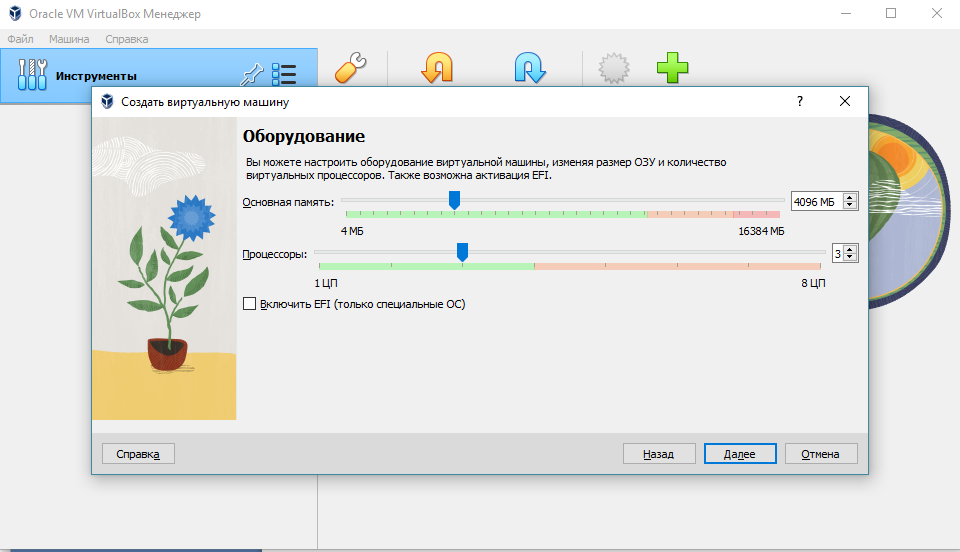 Oracle VM VirtualBox Менеджер
Файл Машина Справка
Инструменты
Создать виртуальную машину
?
Оборудование
Вы можете настроить оборудование виртуальной машины, изменяя размер ОЗУ и количество
виртуальных процессоров. Также возможна активация EFI.
Основная память: 4096 МБ
4 МБ 16384 МБ
Процессоры: 3
1 ЦП 8 ЦП
Включить EFI (только специальные ОС)
Справка Назад Далее Отмена